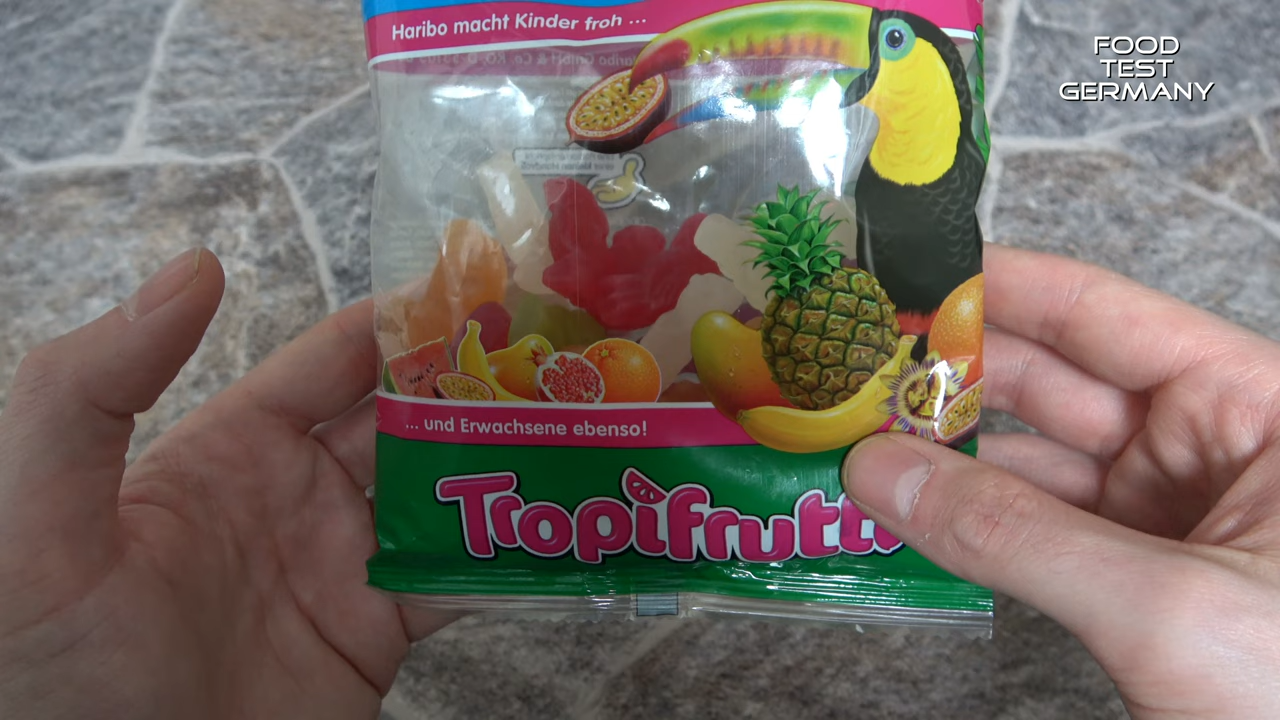 Haribo macht Kinder froh ...
FOOD
TEST
GERMANY
... und Erwachsene ebenso!
Tropifrutti